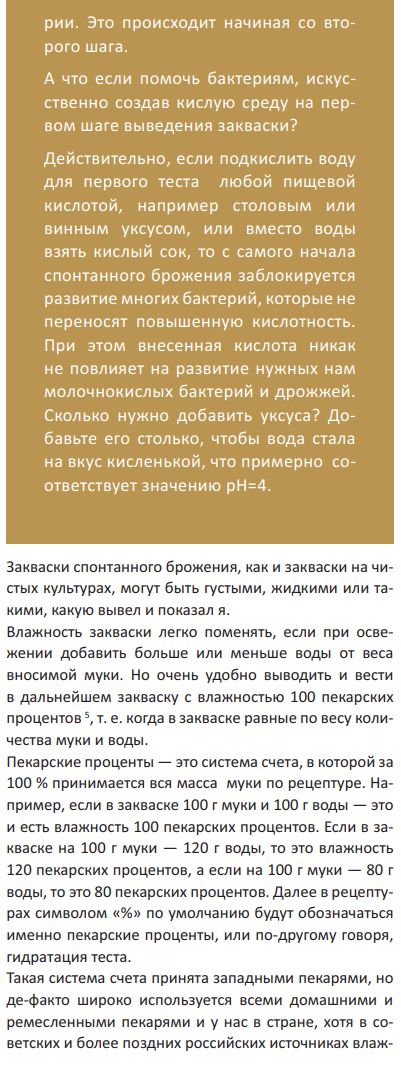 рии. Это происходит начиная со вто-
рого шага.
А что если помочь бактериям, искус-
ственно создав кислую среду на пер-
вом шаге выведения закваски?
Действительно, если подкислить воду
для первого теста любой пищевой
кислотой, например столовым или
винным уксусом, или вместо воды
взять кислый сок, то с самого начала
спонтанного брожения заблокируется
развитие многих бактерий, которые не
переносят повышенную кислотность.
При этом внесенная кислота никак
не повлияет на развитие нужных нам
молочнокислых бактерий и дрожжей.
Сколько нужно добавить уксуса? До-
бавьте его столько, чтобы вода стала
на вкус кисленькой, что примерно со-
ответствует значению pH=4.
Закваски спонтанного брожения, как и закваски на чи-
стых культурах, могут быть густыми, жидкими или та-
кими, какую вывел и показал я.
Влажность закваски легко поменять, если при осве-
жении добавить больше или меньше воды от веса
вносимой муки. Но очень удобно выводить и вести
в дальнейшем закваску с влажностью 100 пекарских
процентов ⁵, т. е. когда в закваске равные по весу коли-
чества муки и воды.
Пекарские проценты — это система счета, в которой за
100 % принимается вся масса муки по рецептуре. На-
пример, если в закваске 100 г муки и 100 г воды — это
и есть влажность 100 пекарских процентов. Если в за-
кваске на 100 г муки — 120 г воды, то это влажность
120 пекарских процентов, а если на 100 г муки — 80 г
воды, то это 80 пекарских процентов. Далее в рецепту-
рах символом «%» по умолчанию будут обозначаться
именно пекарские проценты, или по-другому говоря,
гидратация теста.
Такая система счета принята западными пекарями, но
де-факто широко используется всеми домашними и
ремесленными пекарями и у нас в стране, хотя в со-
ветских и более поздних российских источниках влаж-